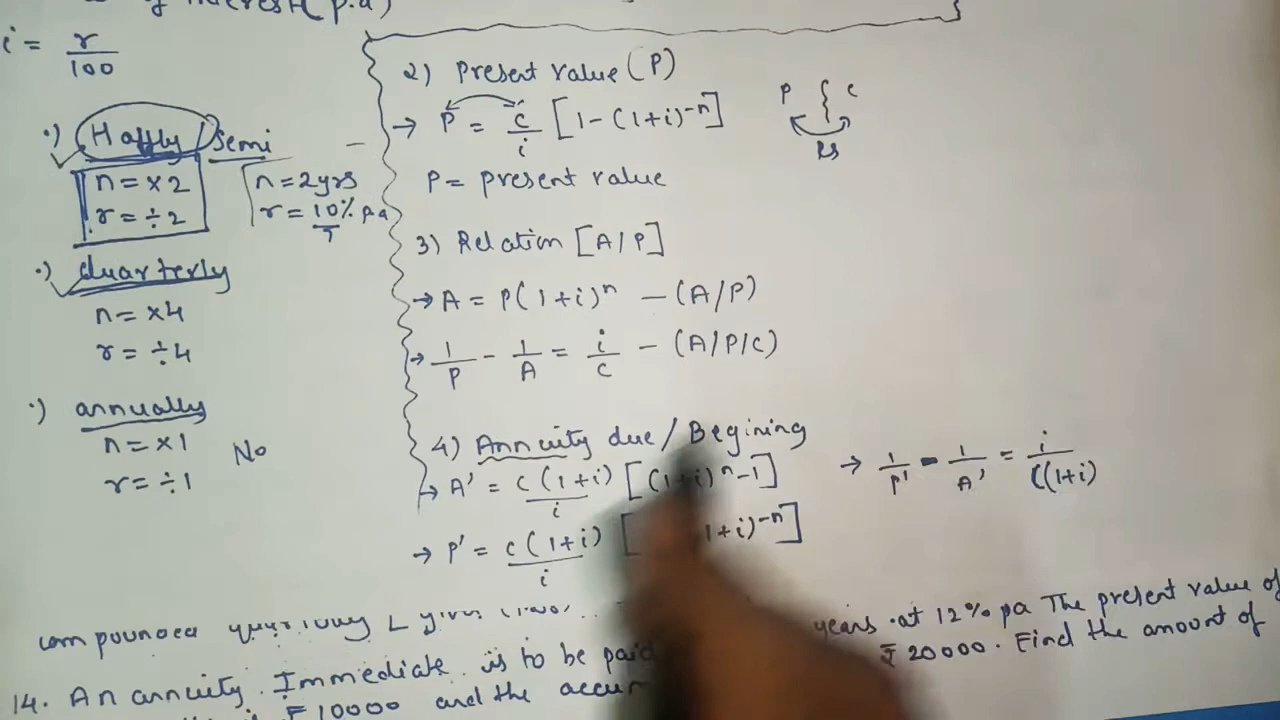 i = r/100
•) Haffly / Semi
n = ×2
r = ÷2
n = 2yrs
r = 10% p.a
•) Quarterly
n = ×4
r = ÷4
•) annually
n = ×1
r = ÷1
No
2) Present value (P)
→ P = c/i [1-(1+i)^-n]
P c
Rs
P = present value
3) Relation [A/P]
→ A = P(1+i)^n – (A/P)
→ 1/P - 1/A = i/c – (A/P/C)
4) Annuity due / Begining
→ A' = c(1+i)/i [(1+i)^n-1]
→ P' = c(1+i)/i [ 1+i)^-n]
→ 1/P' - 1/A' = i/(c(1+i)
years at 12% pa The present value of
14. An annuity Immediate is to be paid ₹20000. Find the amount of
₹10000 and the accum